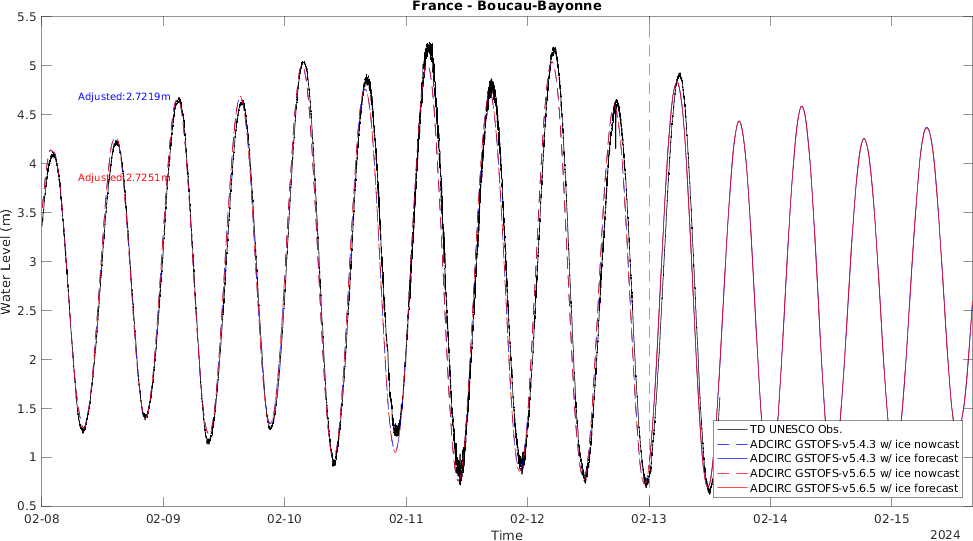 France - Boucau-Bayonne
5.5
5
4.5
4
3.5
3
2.5
2
1.5
1
0.5
Water Level (m)
Adjusted:2.7219m
Adjusted:2.7251m
TD UNESCO Obs.
ADCIRC GSTOFS-v5.4.3 w/ ice nowcast
ADCIRC GSTOFS-v5.4.3 w/ ice forecast
ADCIRC GSTOFS-v5.6.5 w/ ice nowcast
ADCIRC GSTOFS-v5.6.5 w/ ice forecast
02-08 02-09 02-10 02-11 02-12 02-13 02-14 02-15
Time
2024